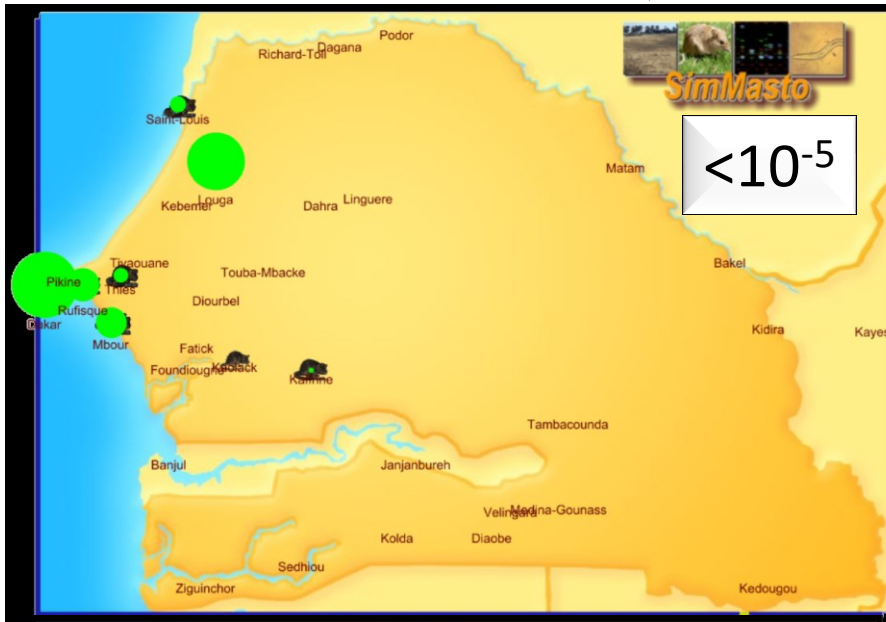 Podor
Dagana
Richard-Toll
SimMasto
Saint-Louis
<10-5
Matam
Louga
Kebemer
Dahra
Linguere
Tivaouane
Bakel
Touba-Mbacke
Pikine
Thies
Diourbel
Rufisque
Dakar
Kidira
Kayes
Mbour
Fatick
Foundiougne
Kaolack
Kaffrine
Tambacounda
Banjul
Janjanbureh
Velingara
Medina-Gounass
Kolda
Diaobe
Sedhiou
Ziguinchor
Kedougou